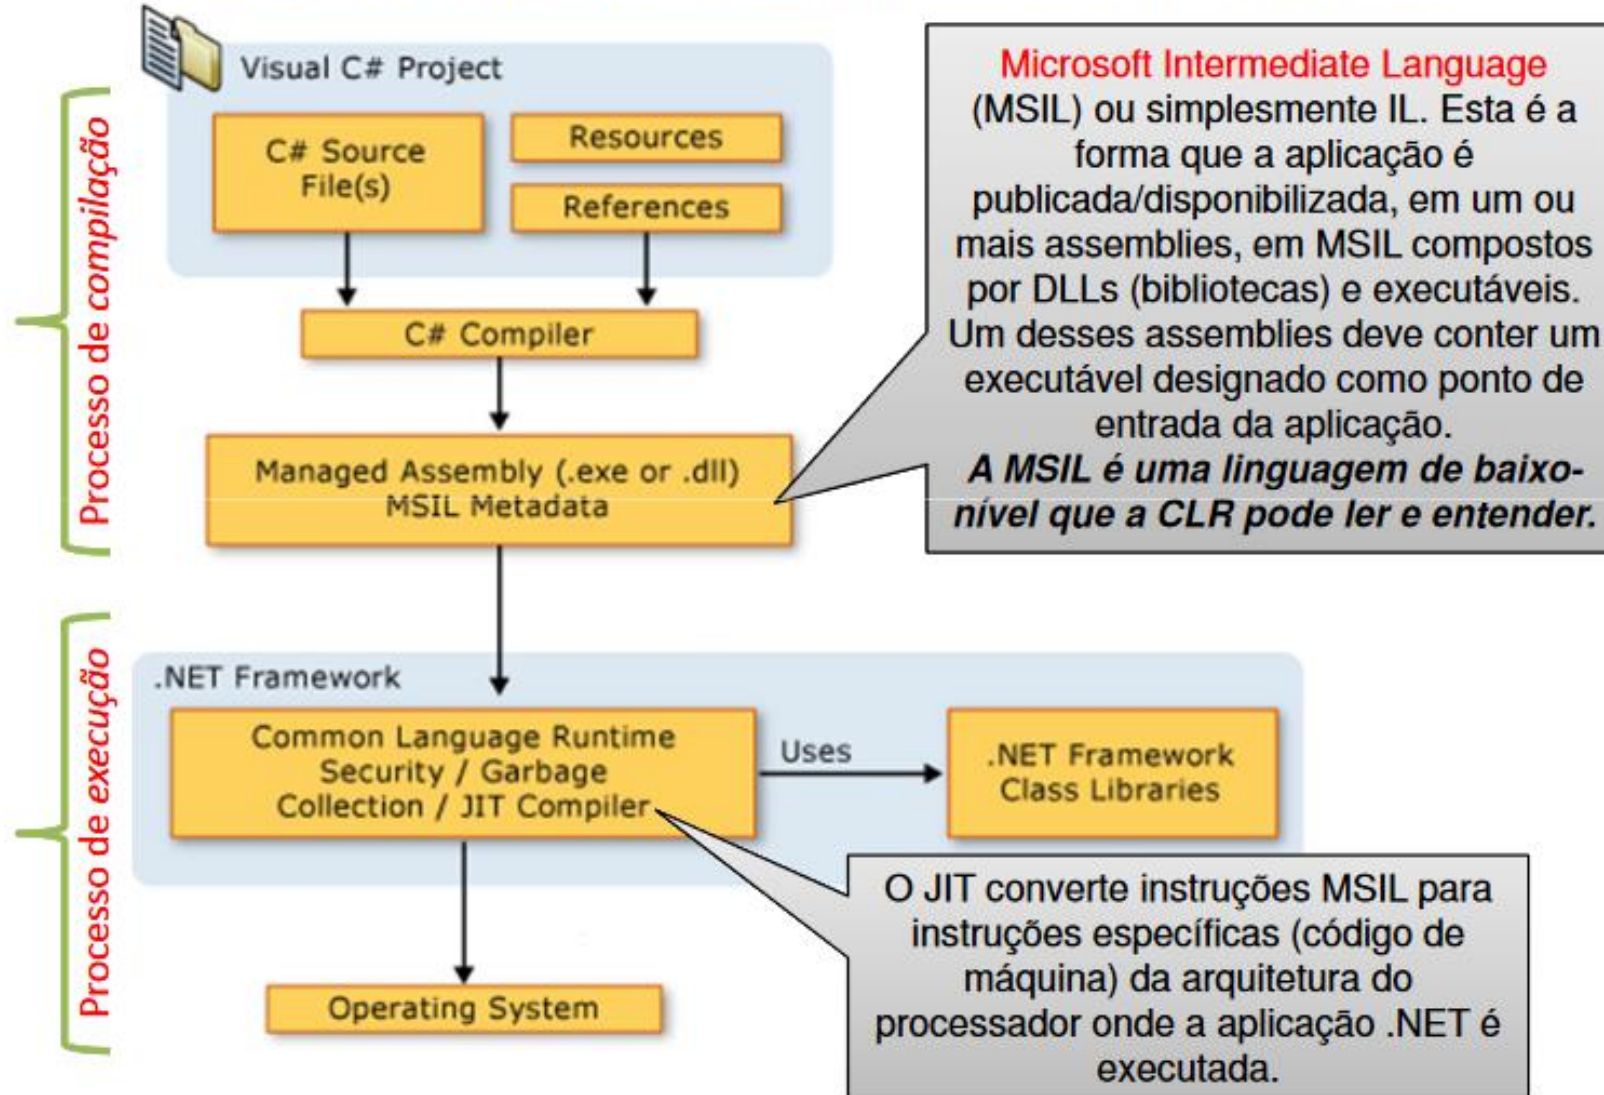 Visual C# Project
Processo de compilação
C# Source
File(s)
Resources
References
C# Compiler
Managed Assembly (.exe or .dll)
MSIL Metadata
Microsoft Intermediate Language
(MSIL) ou simplesmente IL. Esta é a
forma que a aplicação é
publicada/disponibilizada, em um ou
mais assemblies, em MSIL compostos
por DLLs (bibliotecas) e executáveis.
Um desses assemblies deve conter um
executável designado como ponto de
entrada da aplicação.
A MSIL é uma linguagem de baixo-
nível que a CLR pode ler e entender.
Processo de execução
.NET Framework
Common Language Runtime
Security / Garbage
Collection / JIT Compiler
Uses
.NET Framework
Class Libraries
O JIT converte instruções MSIL para
instruções específicas (código de
máquina) da arquitetura do
processador onde a aplicação .NET é
executada.
Operating System